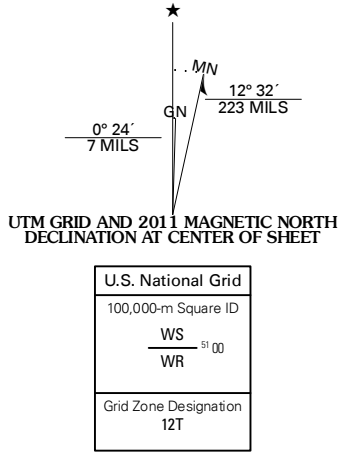 ★
MN
GN
12° 32´
223 MILS
0° 24´
7 MILS
UTM GRID AND 2011 MAGNETIC NORTH
DECLINATION AT CENTER OF SHEET
U.S. National Grid
100,000-m Square ID
WS
51 00
WR
Grid Zone Designation
12T